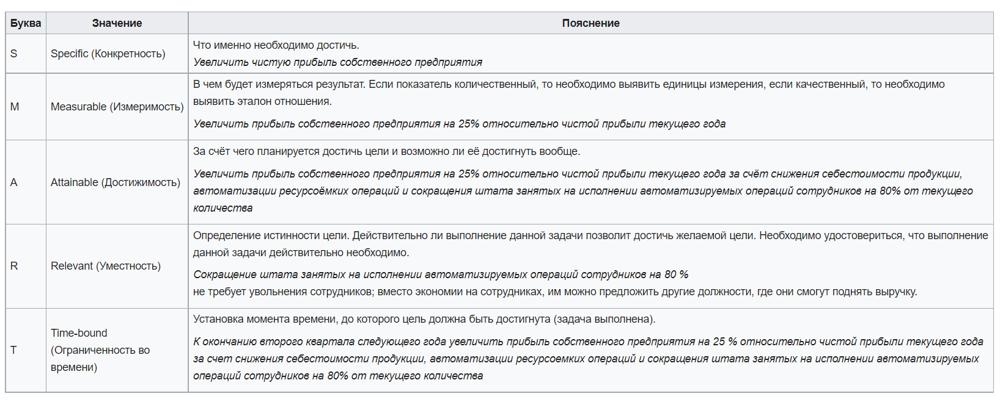 Буква Значение Пояснение
S Specific (Конкретность)
Что именно необходимо достичь.
Увеличить чистую прибыль собственного предприятия
M Measurable (Измеримость)
В чем будет измеряться результат. Если показатель количественный, то необходимо выявить единицы измерения, если качественный, то необходимо
выявить эталон отношения.
Увеличить прибыль собственного предприятия на 25% относительно чистой прибыли текущего года
A Attainable (Достижимость)
За счёт чего планируется достичь цели и возможно ли её достигнуть вообще.
Увеличить прибыль собственного предприятия на 25% относительно чистой прибыли текущего года за счёт снижения себестоимости продукции,
автоматизации ресурсоёмких операций и сокращения штата занятых на исполнении автоматизируемых операций сотрудников на 80% от текущего
количества
R Relevant (Уместность)
Определение истинности цели. Действительно ли выполнение данной задачи позволит достичь желаемой цели. Необходимо удостовериться, что выполнение
данной задачи действительно необходимо.
Сокращение штата занятых на исполнении автоматизируемых операций сотрудников на 80 %
не требует увольнения сотрудников; вместо экономии на сотрудниках, им можно предложить другие должности, где они смогут поднять выручку.
T Time-bound
(Ограниченность во
времени)
Установка момента времени, до которого цель должна быть достигнута (задача выполнена).
К окончанию второго квартала следующего года увеличить прибыль собственного предприятия на 25 % относительно чистой прибыли текущего года
за счет снижения себестоимости продукции, автоматизации ресурсоемких операций и сокращения штата занятых на исполнении автоматизируемых
операций сотрудников на 80% от текущего количества